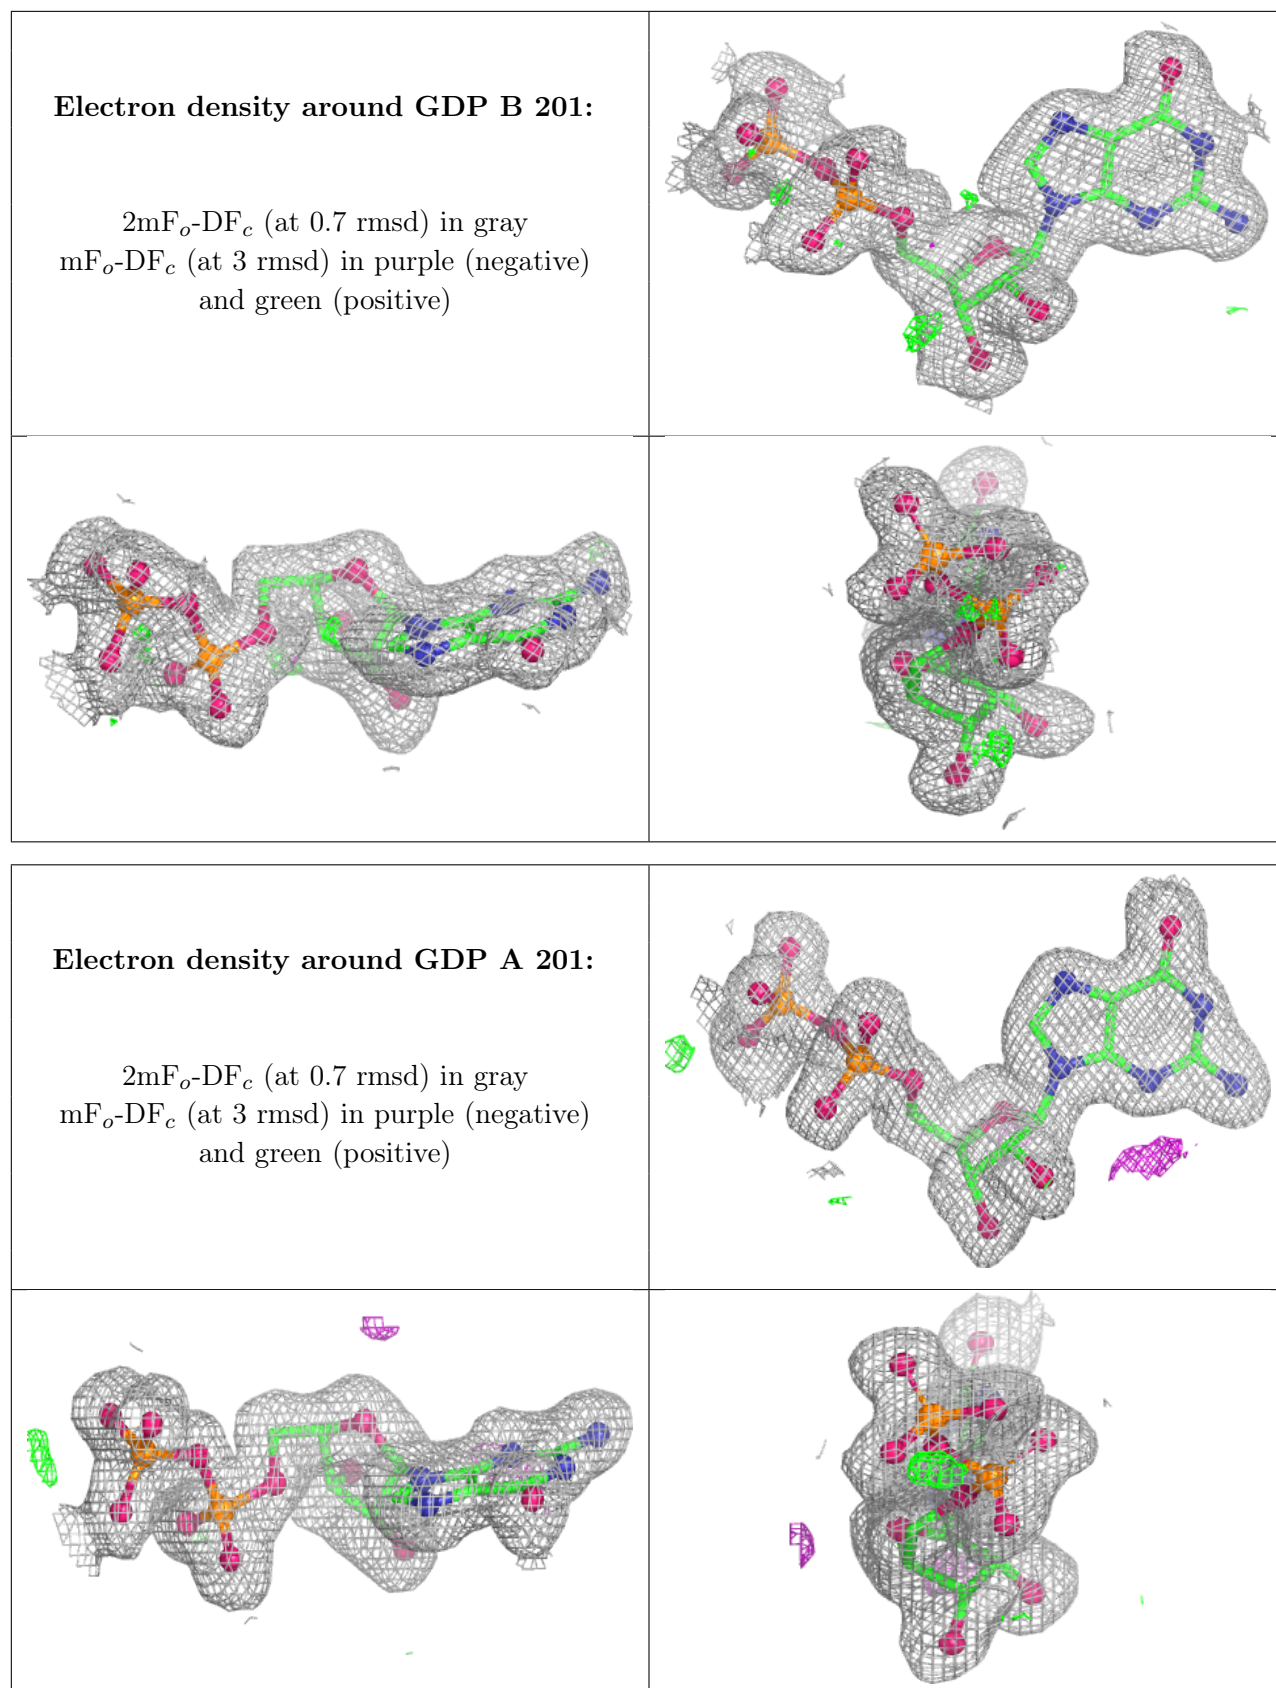 Electron density around GDP B 201:
2mFo-DFc (at 0.7 rmsd) in gray
mFo-DFc (at 3 rmsd) in purple (negative)
and green (positive)
Electron density around GDP A 201:
2mFo-DFc (at 0.7 rmsd) in gray
mFo-DFc (at 3 rmsd) in purple (negative)
and green (positive)